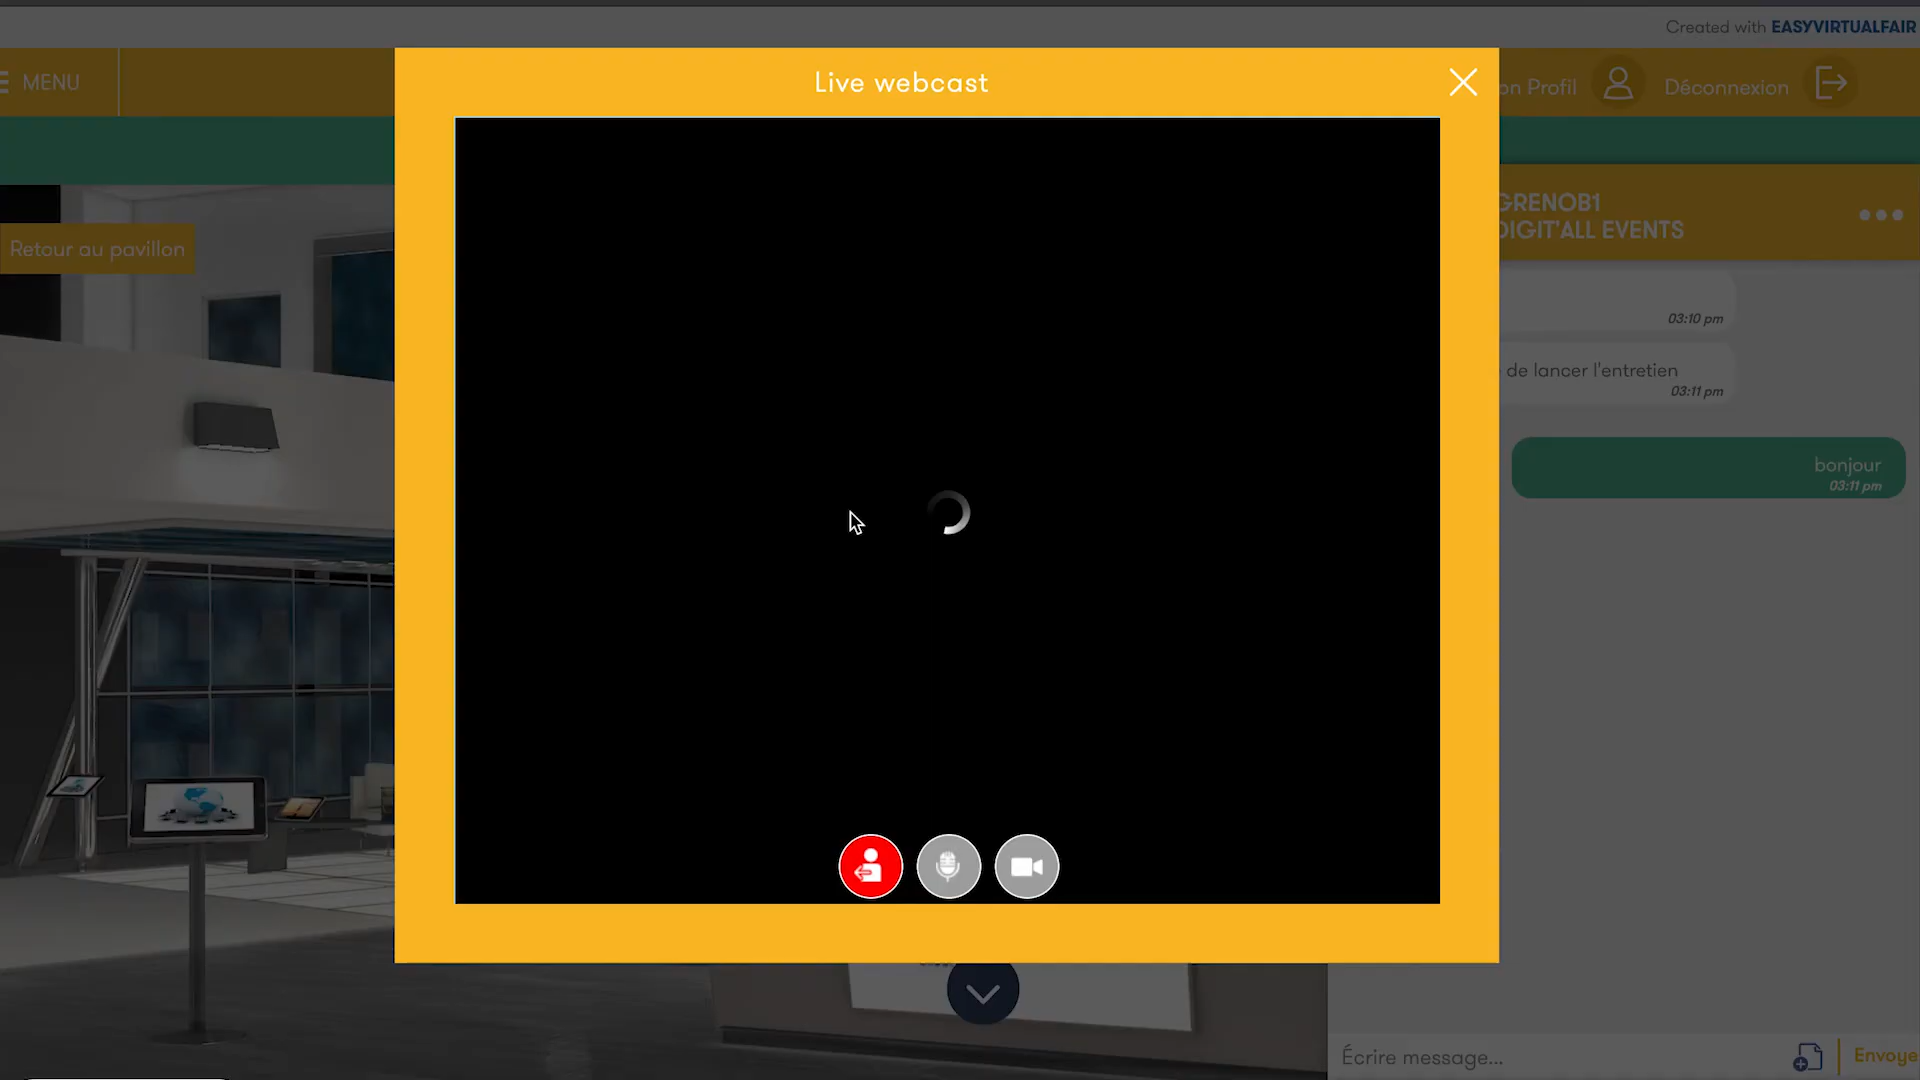 Created with EASYVIRTUALFAIR
MENU
Live webcast
on Profil
Déconnexion
Retour au pavillon
GRENOB1
DIGIT'ALL EVENTS
03:10 pm
de lancer l'entretien
03:11 pm
bonjour
03:11 pm
Écrire message...
Envoye